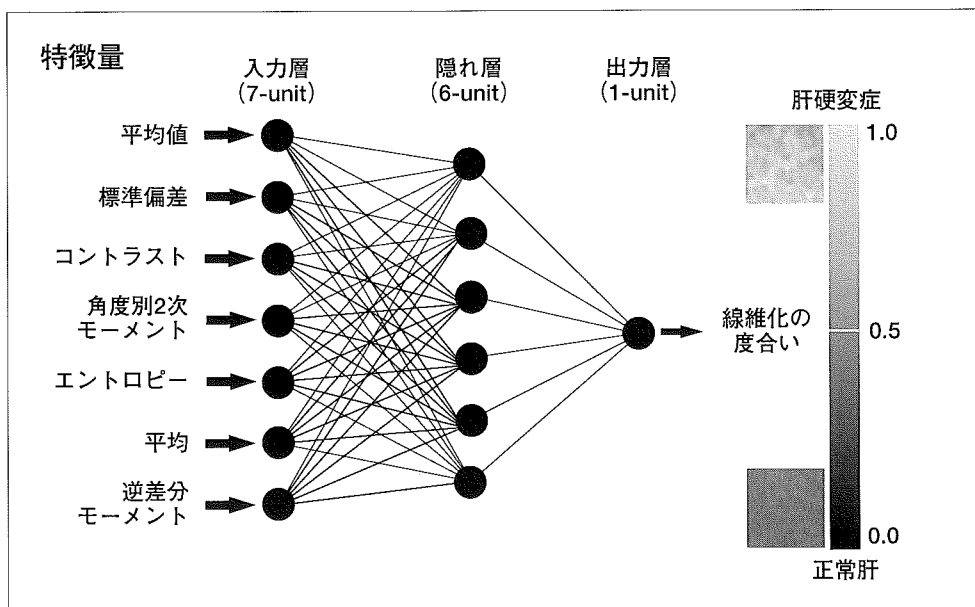 特徴量
入力層
(7-unit)
隠れ層
(6-unit)
出力層
(1-unit)
平均値
標準偏差
コントラスト
角度別2次
モーメント
エントロピー
平均
逆差分
モーメント
線維化の
度合い
肝硬変症
1.0
0.5
0.0
正常肝